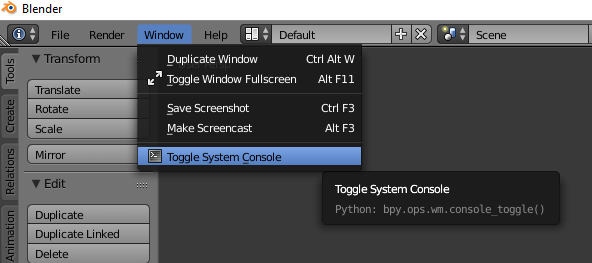 Blender
File Render Window Help Default Scene
Tools
Create
Relations
Animation
Transform
Translate
Rotate
Scale
Mirror
Edit
Duplicate
Duplicate Linked
Delete
Duplicate Window Ctrl Alt W
Toggle Window Fullscreen Alt F11
Save Screenshot Ctrl F3
Make Screencast Alt F3
Toggle System Console
Toggle System Console
Python: bpy.ops.wm.console_toggle()